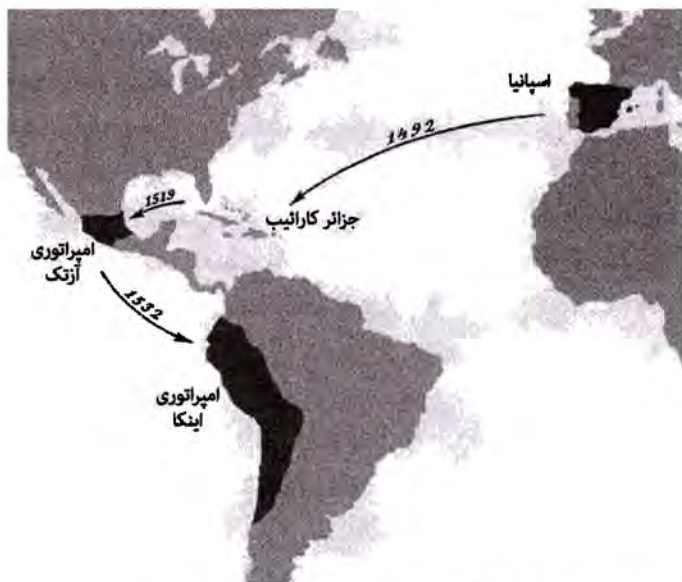 اسپانیا
1492
1519
جزائر کارائیب
امپراتوری
آزتک
1532
امپراتوری
اینکا